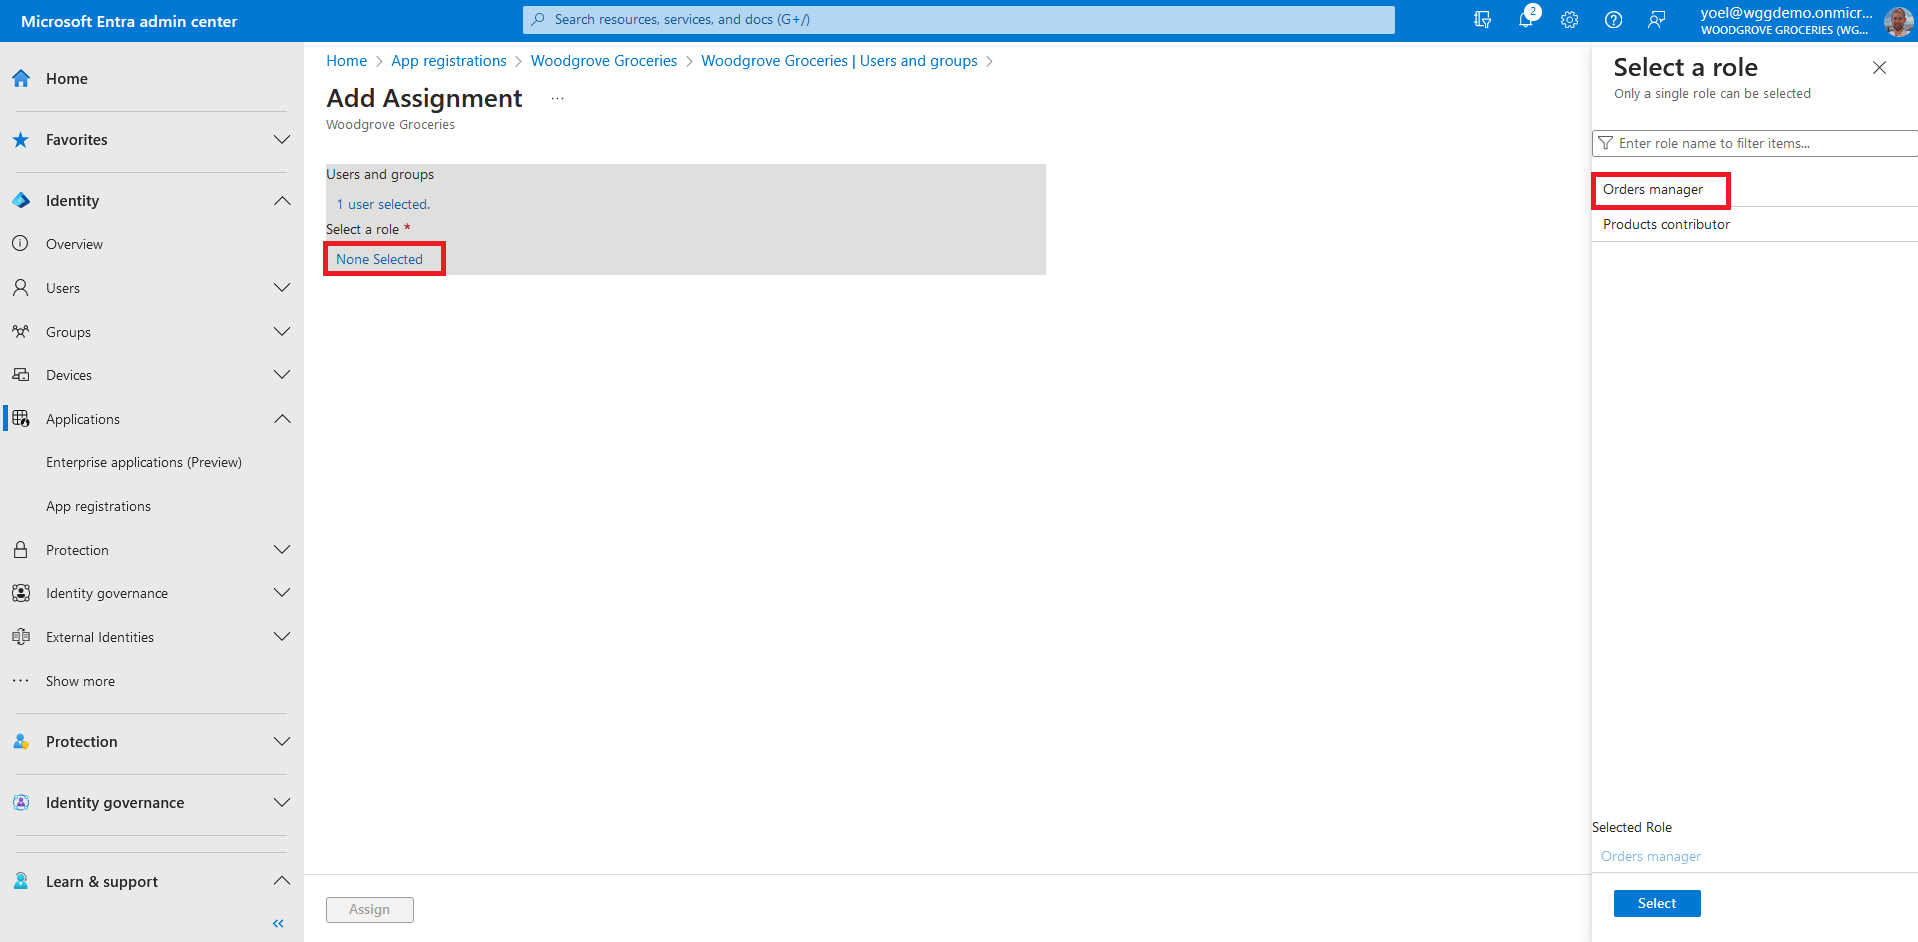 Microsoft Entra admin center
Search resources, services, and docs (G+/)
2
yoel@wggdemo.onmicr...
WOODGROVE GROCERIES (WG...
Home
Favorites
Identity
Overview
Users
Groups
Devices
Applications
Enterprise applications (Preview)
App registrations
Protection
Identity governance
External Identities
Show more
Protection
Identity governance
Learn & support
Home > App registrations > Woodgrove Groceries > Woodgrove Groceries | Users and groups >
Add Assignment ...
Woodgrove Groceries
Users and groups
1 user selected.
Select a role *
None Selected
Assign
Select a role
Only a single role can be selected
Enter role name to filter items...
Orders manager
Products contributor
Selected Role
Orders manager
Select